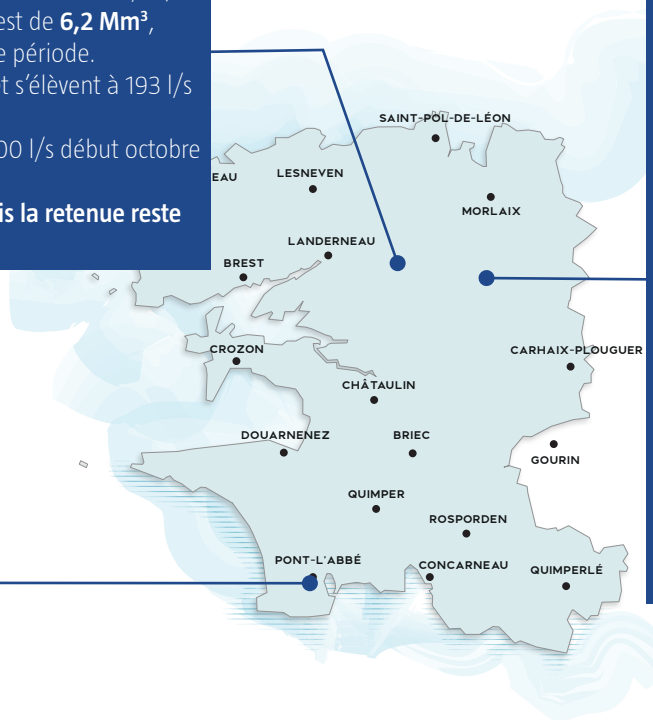 est de 6,2 Mm³,
e période.
t s'élèvent à 193 l/s
00 l/s début octobre
is la retenue reste
SAINT-POL-DE-LÉON
EAU
LESNEVEN
MORLAIX
LANDERNEAU
BREST
CROZON
CARHAIX-PLOUGUER
CHÂTAULIN
DOUARNENEZ
BRIEC
GOURIN
QUIMPER
ROSPORDEN
PONT-L'ABBÉ
CONCARNEAU
QUIMPERLÉ